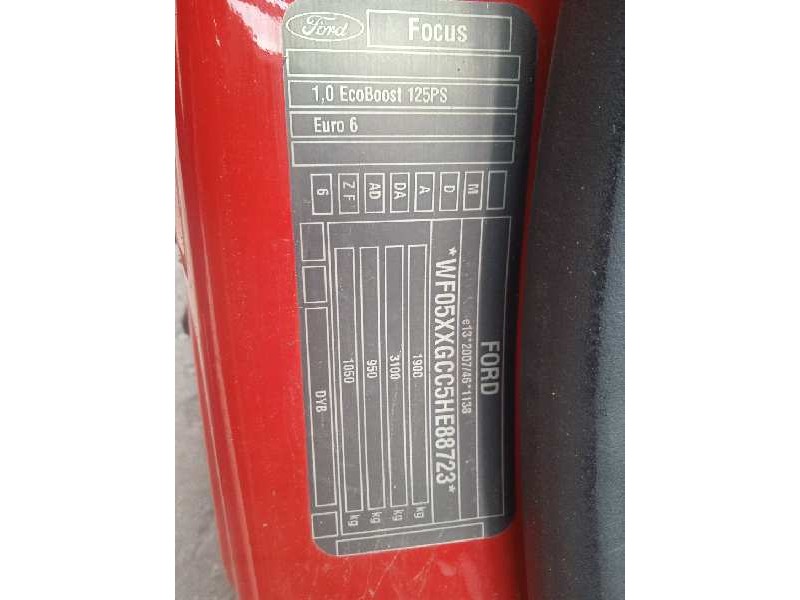 Ford
Focus
1,0 EcoBoost 125PS
Euro 6
M
D
A
DA
AD
Z F
6
FORD
e13*2007/46*1138
*WF05XXGCC5HE88723*
1900 kg
3100 kg
950 kg
1050 kg
DYB